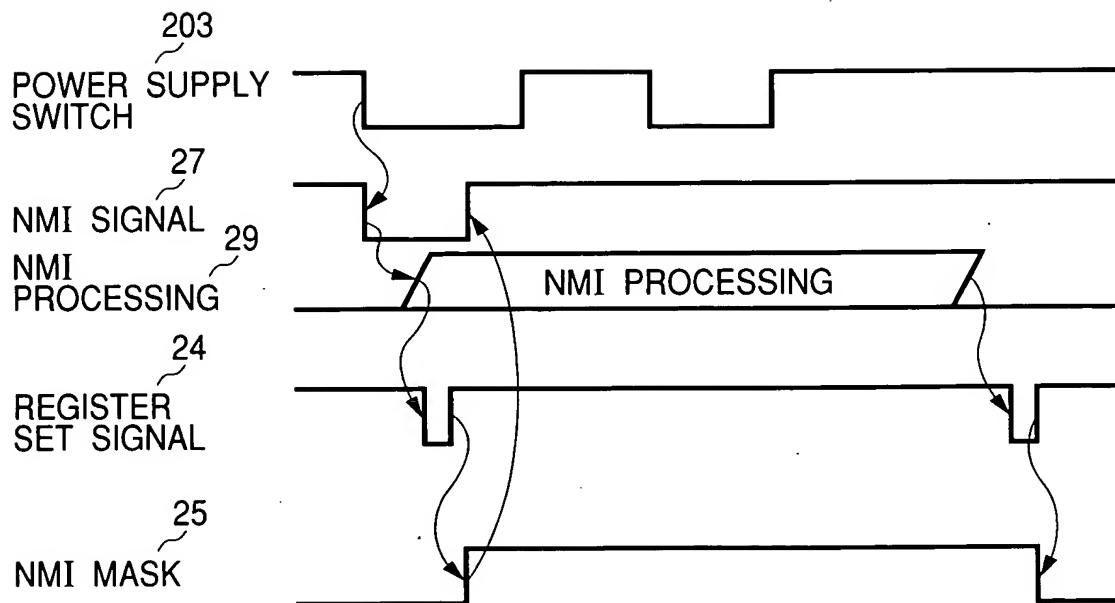 203
POWER SUPPLY
SWITCH
27
NMI SIGNAL
NMI 29
PROCESSING
NMI PROCESSING
24
REGISTER
SET SIGNAL
25
NMI MASK